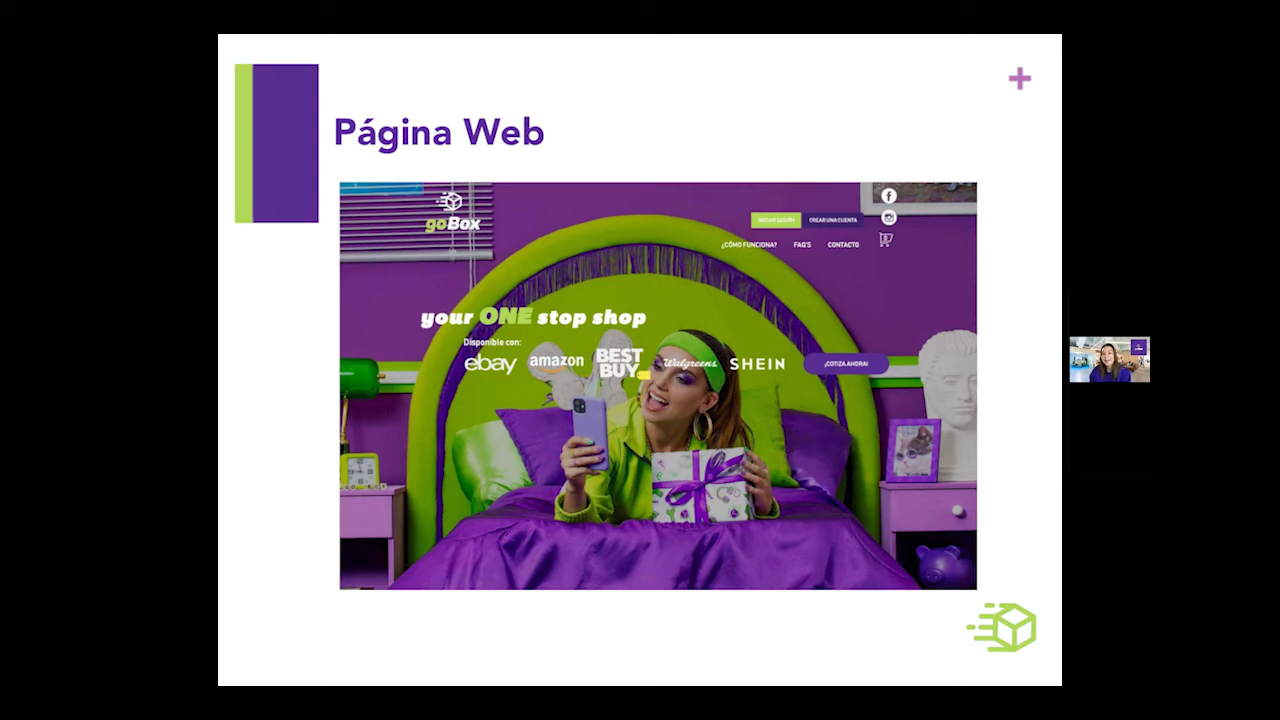 +
Página Web
goBox
INICIAR SESIÓN
CREAR UNA CUENTA
¿CÓMO FUNCIONA?
FAQ'S
CONTACTO
your ONE stop shop
Disponible con:
ebay
amazon
BEST
BUY
Walgreens
SHEIN
¡COTIZA AHORA!